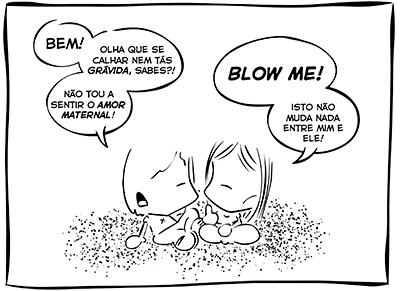 BEM!
OLHA QUE SE
CALHAR NEM TÁS
GRÁVIDA, SABES?!
NÃO TOU A
SENTIR O AMOR
MATERNAL!
BLOW ME!
ISTO NÃO
MUDA NADA
ENTRE MIM E
ELE!